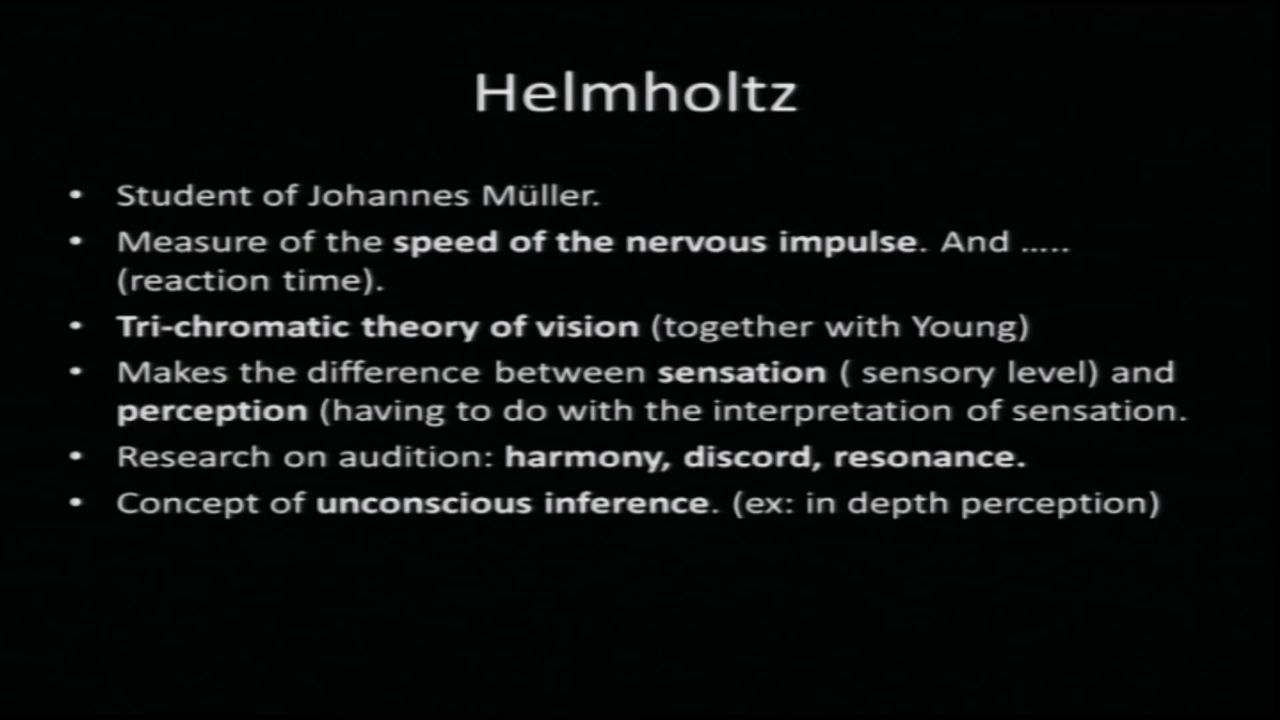 Helmholtz
• Student of Johannes Müller.
• Measure of the speed of the nervous impulse. And .....
(reaction time).
• Tri-chromatic theory of vision (together with Young)
• Makes the difference between sensation ( sensory level) and
perception (having to do with the interpretation of sensation.
• Research on audition: harmony, discord, resonance.
• Concept of unconscious inference. (ex: in depth perception)